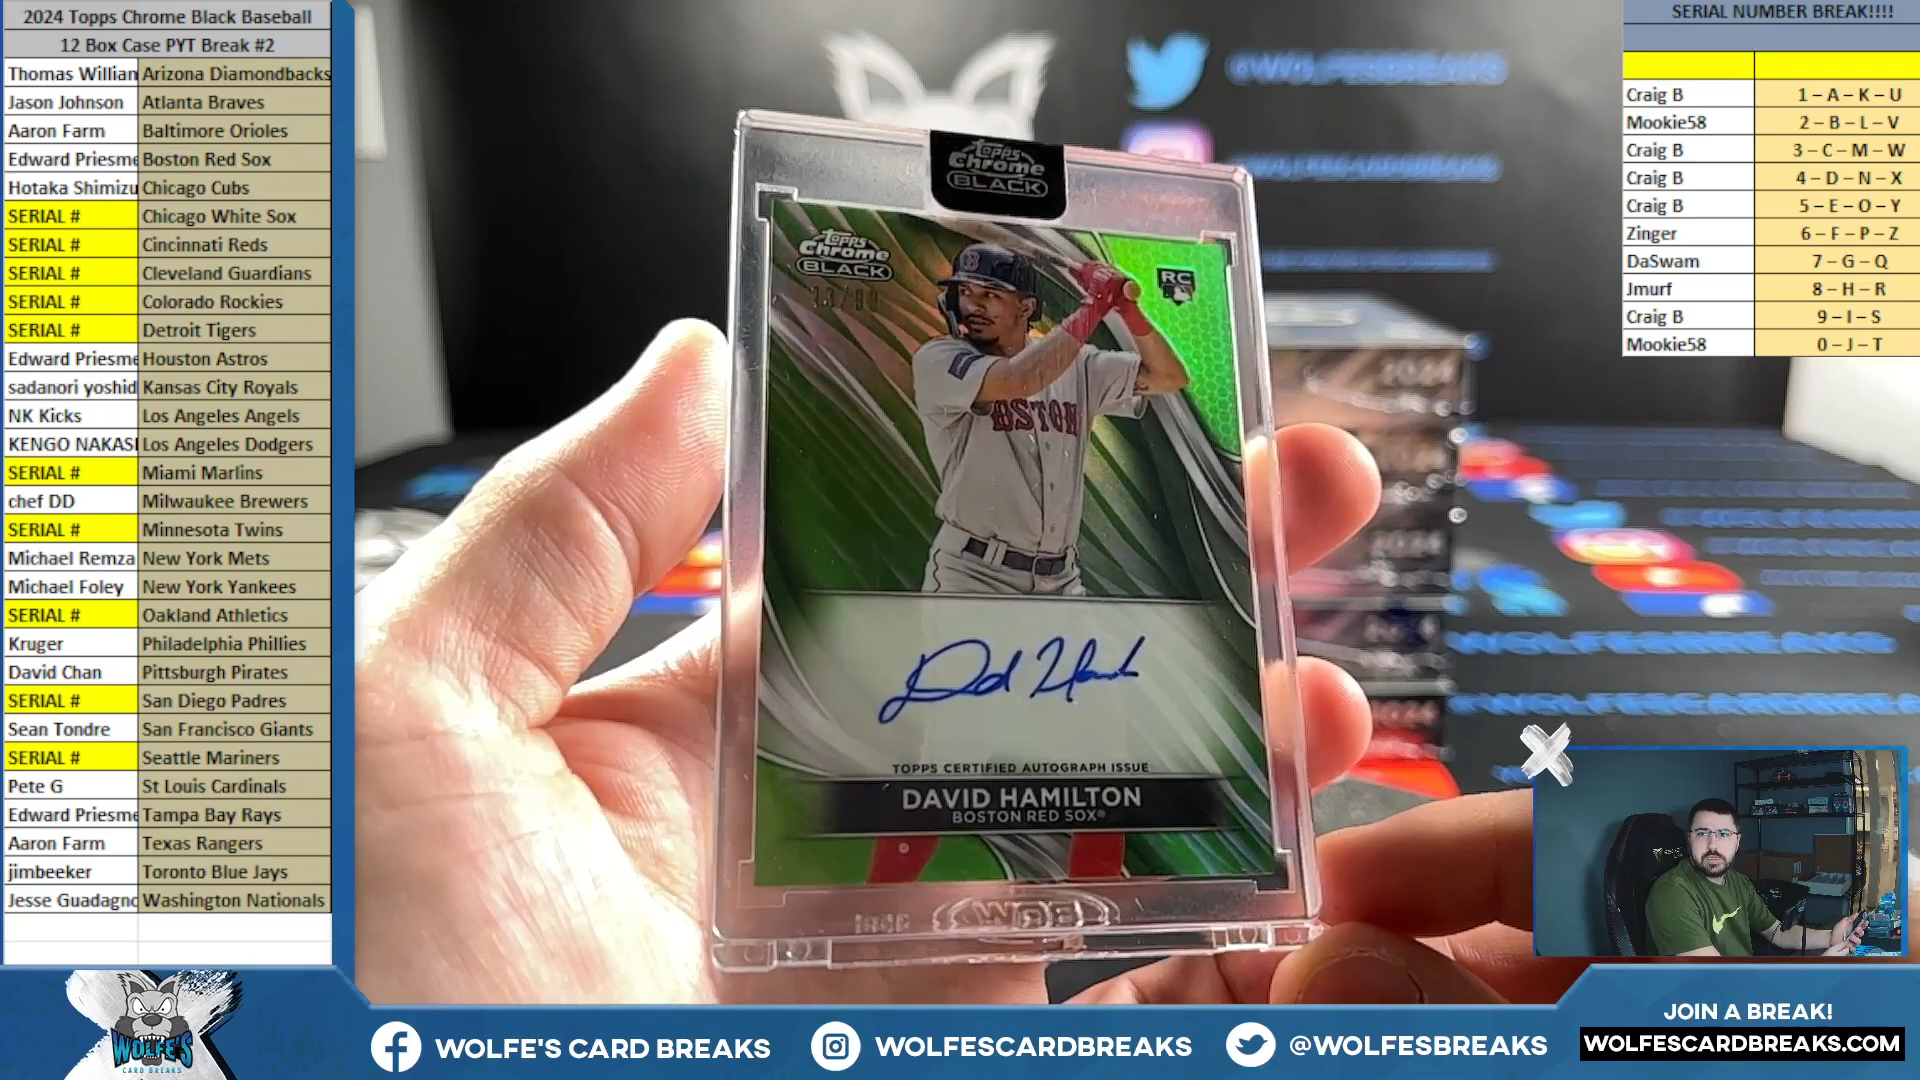 2024 Topps Chrome Black Baseball
12 Box Case PYT Break #2
Thomas Willian Arizona Diamondbacks
Jason Johnson Atlanta Braves
Aaron Farm Baltimore Orioles
Edward Priesme Boston Red Sox
Hotaka Shimizu Chicago Cubs
SERIAL # Chicago White Sox
SERIAL # Cincinnati Reds
SERIAL # Cleveland Guardians
SERIAL # Colorado Rockies
SERIAL # Detroit Tigers
Edward Priesme Houston Astros
sadanori yoshid Kansas City Royals
NK Kicks Los Angeles Angels
KENGO NAKASI Los Angeles Dodgers
SERIAL # Miami Marlins
chef DD Milwaukee Brewers
SERIAL # Minnesota Twins
Michael Remza New York Mets
Michael Foley New York Yankees
SERIAL # Oakland Athletics
Kruger Philadelphia Phillies
David Chan Pittsburgh Pirates
SERIAL # San Diego Padres
Sean Tondre San Francisco Giants
SERIAL # Seattle Mariners
Pete G St Louis Cardinals
Edward Priesme Tampa Bay Rays
Aaron Farm Texas Rangers
jimbeeker Toronto Blue Jays
Jesse Guadagno Washington Nationals
@WOLFESBREAKS
Topps
Chrome
BLACK
Topps
Chrome
BLACK
RC
B
BOSTON
TOPPS CERTIFIED AUTOGRAPH ISSUE
DAVID HAMILTON
BOSTON RED SOX®
2024
2024
2024
SERIAL NUMBER BREAK!!!!
Craig B 1 – A – K – U
Mookie58 2 – B – L – V
Craig B 3 – C – M – W
Craig B 4 – D – N – X
Craig B 5 – E – O – Y
Zinger 6 – F – P – Z
DaSwam 7 – G – Q
Jmurf 8 – H – R
Craig B 9 – I – S
Mookie58 0 – J – T
WOLFE'S
CARD BREAKS
WOLFE'S CARD BREAKS
WOLFESCARDBREAKS
@WOLFESBREAKS
JOIN A BREAK!
WOLFESCARDBREAKS.COM